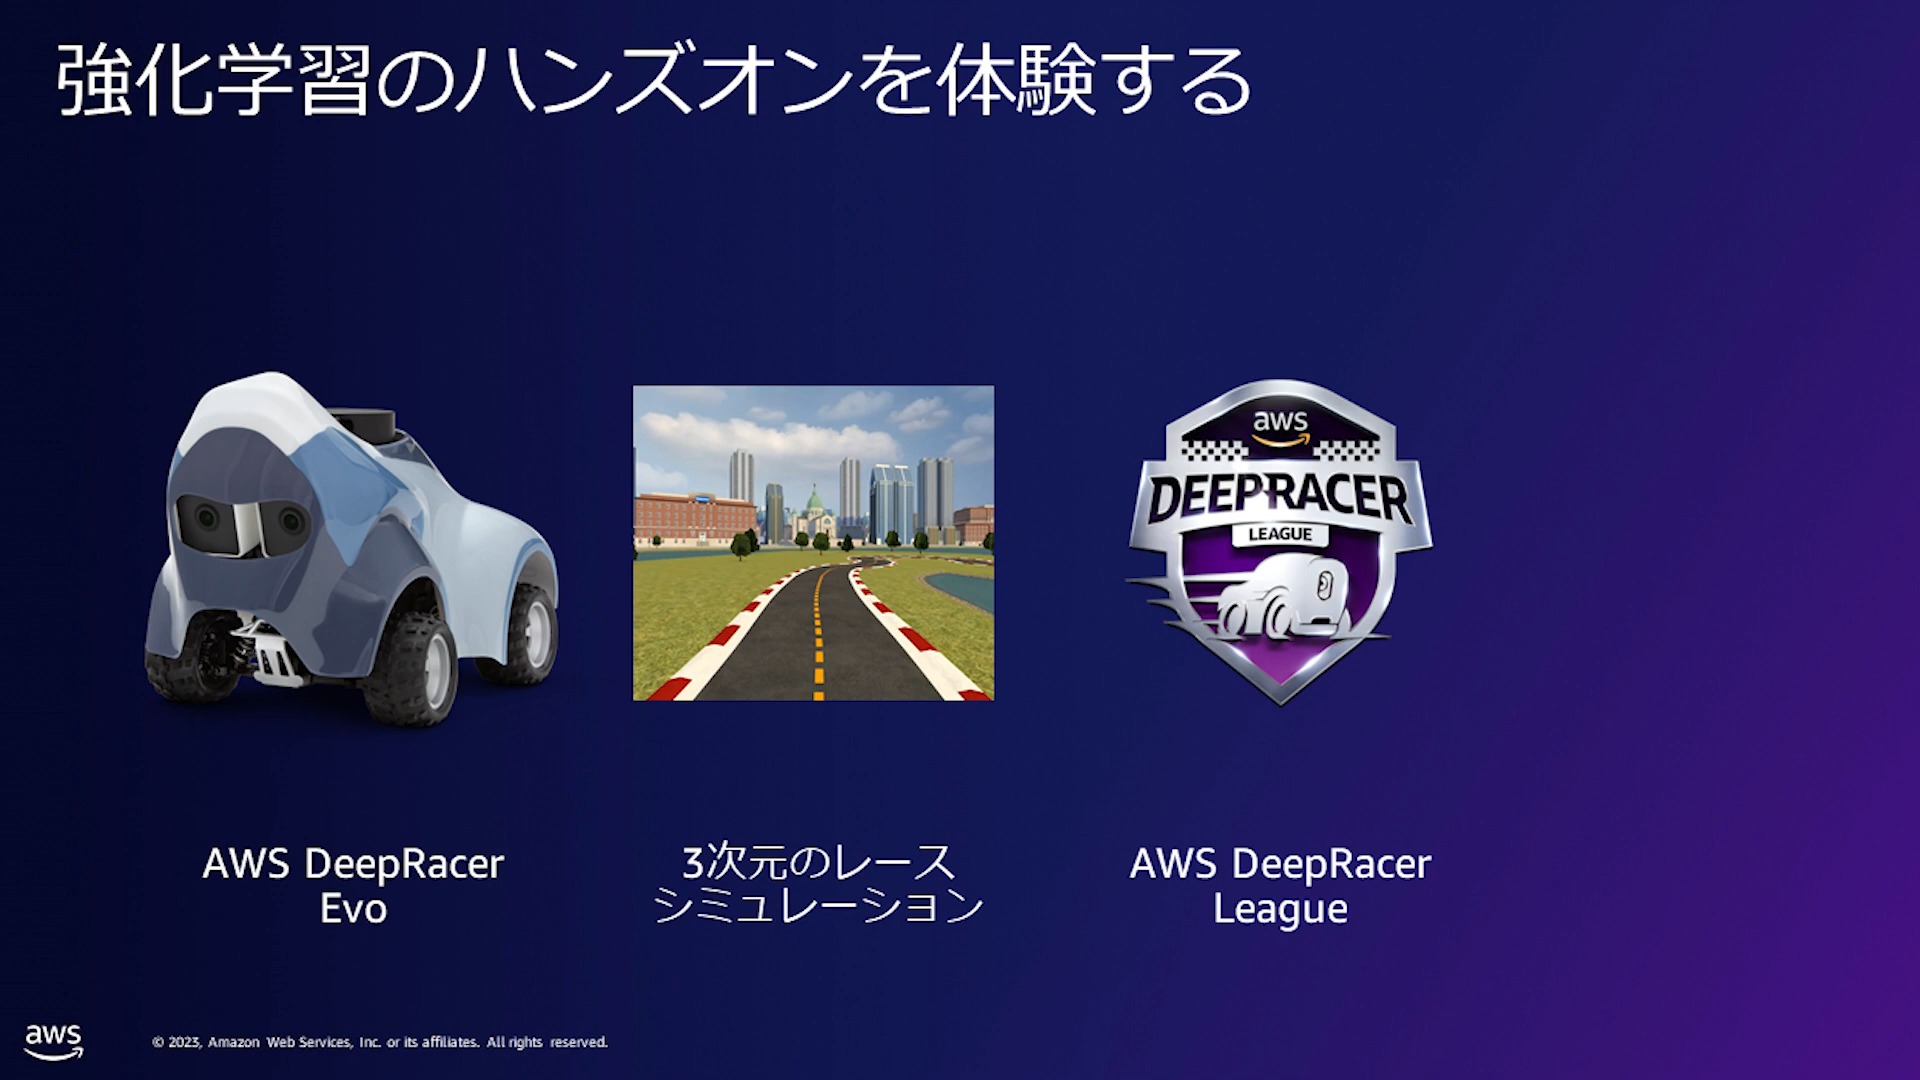 強化学習のハンズオンを体験する
aws
DEEPRACER
LEAGUE
AWS DeepRacer
Evo
3次元のレース
シミュレーション
AWS DeepRacer
League
aws
© 2023, Amazon Web Services, Inc. or its affiliates. All rights reserved.